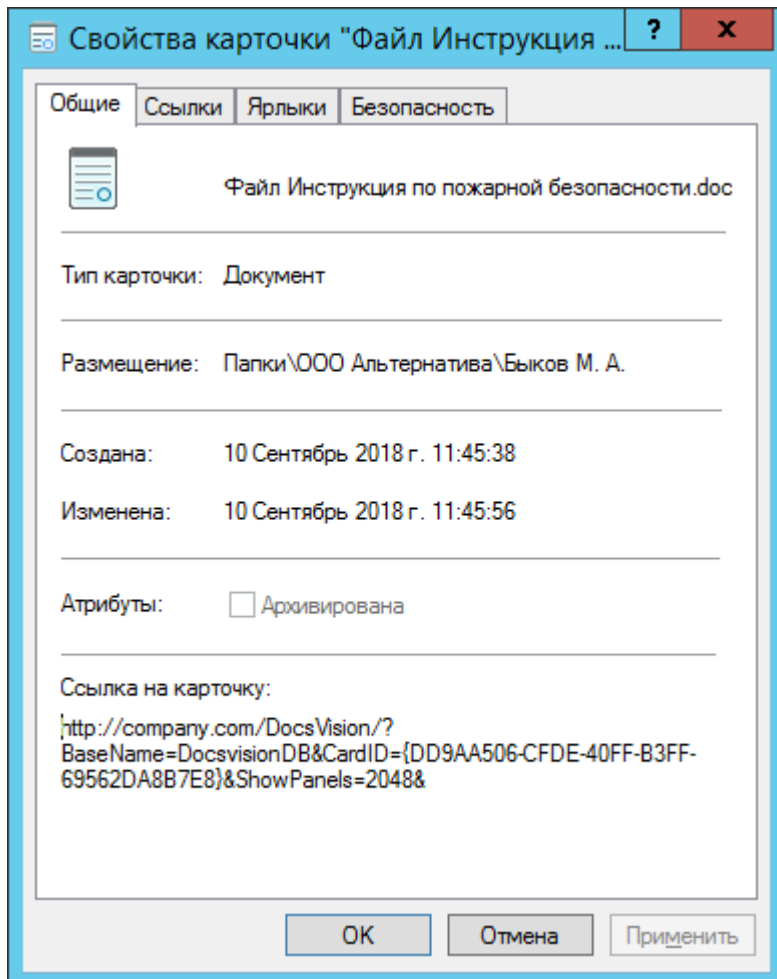 Свойства карточки "Файл Инструкция ...
?
x
Общие
Ссылки
Ярлыки
Безопасность
Файл Инструкция по пожарной безопасности.doc
Тип карточки: Документ
Размещение: Папки\ООО Альтернатива\Быков М. А.
Создана: 10 Сентябрь 2018 г. 11:45:38
Изменена: 10 Сентябрь 2018 г. 11:45:56
Атрибуты: Архивирована
Ссылка на карточку:
http://company.com/DocsVision/?
BaseName=DocsvisionDB&CardID={DD9AA506-CFDE-40FF-B3FF-
69562DA8B7E8}&ShowPanels=2048&
OK
Отмена
Применить